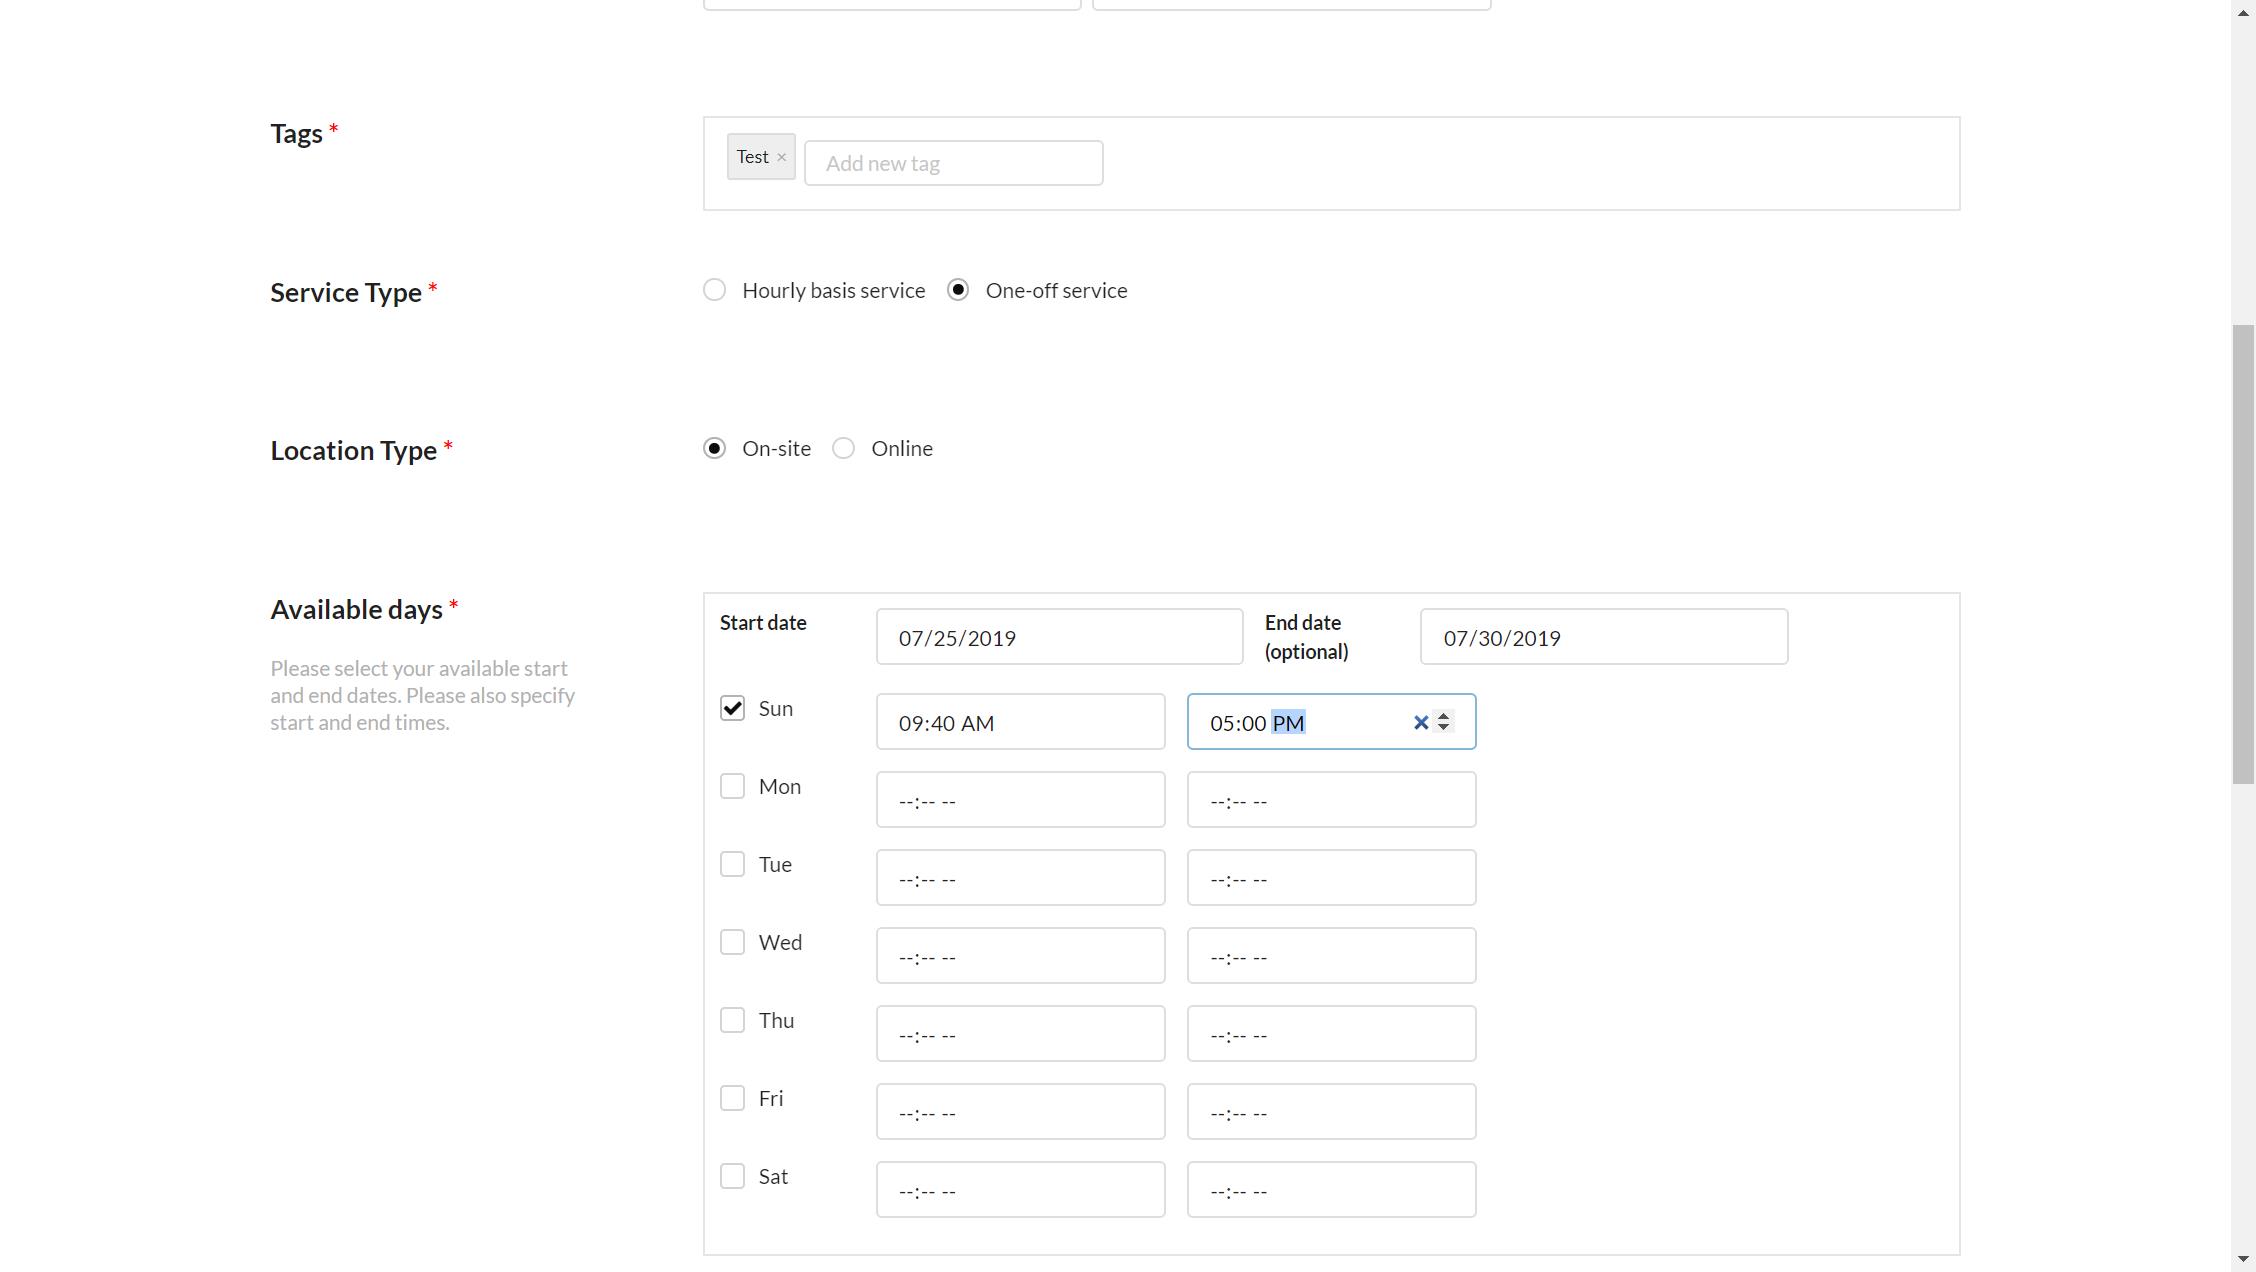 Tags *
Test ×
Add new tag
Service Type *
Hourly basis service
One-off service
Location Type *
On-site
Online
Available days *
Please select your available start
and end dates. Please also specify
start and end times.
Start date
07/25/2019
End date
(optional)
07/30/2019
Sun
09:40 AM
05:00 PM
Mon
--:-- --
--:-- --
Tue
--:-- --
--:-- --
Wed
--:-- --
--:-- --
Thu
--:-- --
--:-- --
Fri
--:-- --
--:-- --
Sat
--:-- --
--:-- --